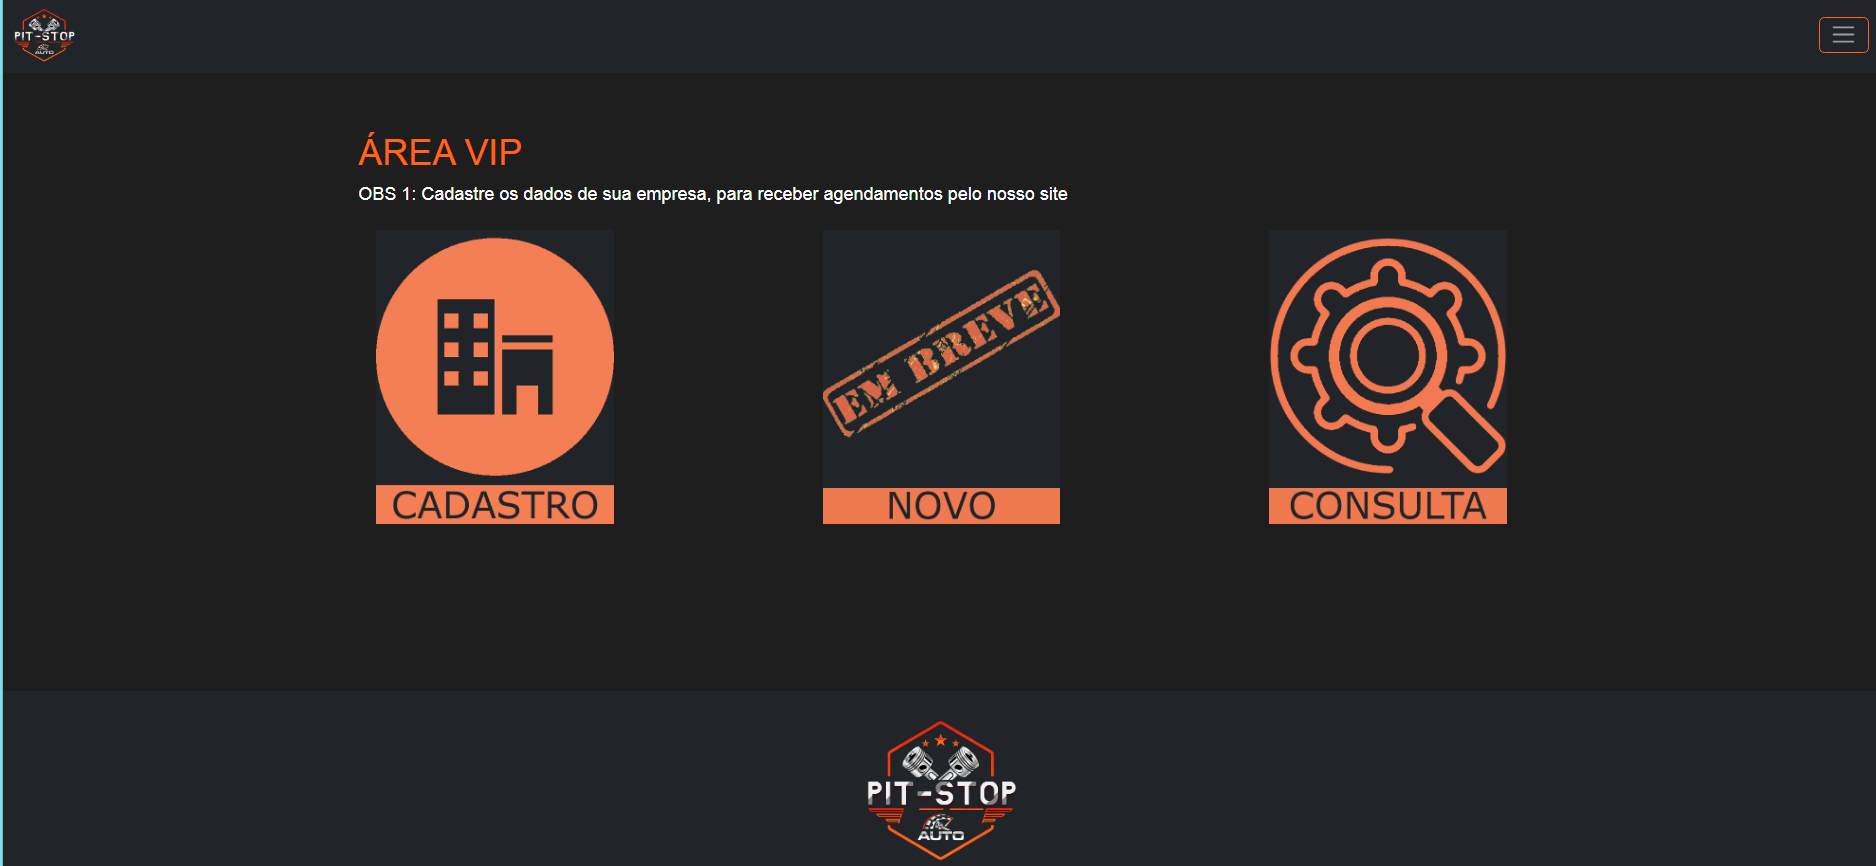 PIT-STOP
AUTO
ÁREA VIP
OBS 1: Cadastre os dados de sua empresa, para receber agendamentos pelo nosso site
EM BREVE
CADASTRO
NOVO
CONSULTA
PIT-STOP
AUTO